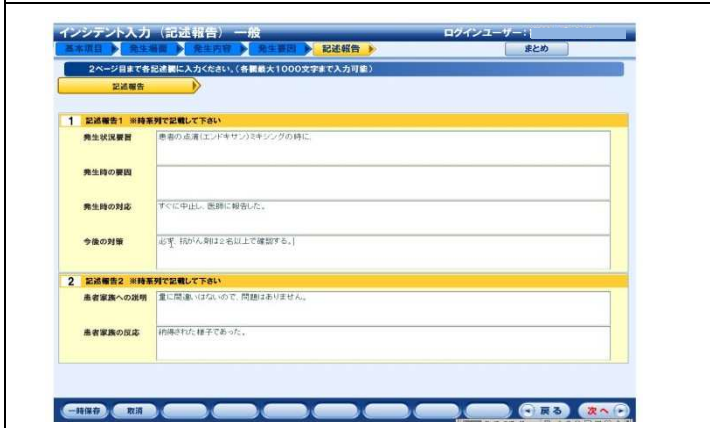 インシデント入力（記述報告） 一般 ログインユーザー：
基本項目 発生場面 発生内容 発生要因 記述報告 まとめ
2ページ目まで各記述欄に入力ください。（各欄最大1000文字まで入力可能）
記述報告
1 記述報告1 ※時系列で記載して下さい
発生状況要旨 患者の点滴（エンドキサン）ミキシングの時に
発生時の要因
発生時の対応 すぐに中止し、医師に報告した。
今後の対策 必ず、抗がん剤は2名以上で確認する。
2 記述報告2 ※時系列で記載して下さい
患者家族への説明 量に間違いはないので、問題はありません。
患者家族の反応 納得された様子であった。
一時保存 取消 戻る 次へ